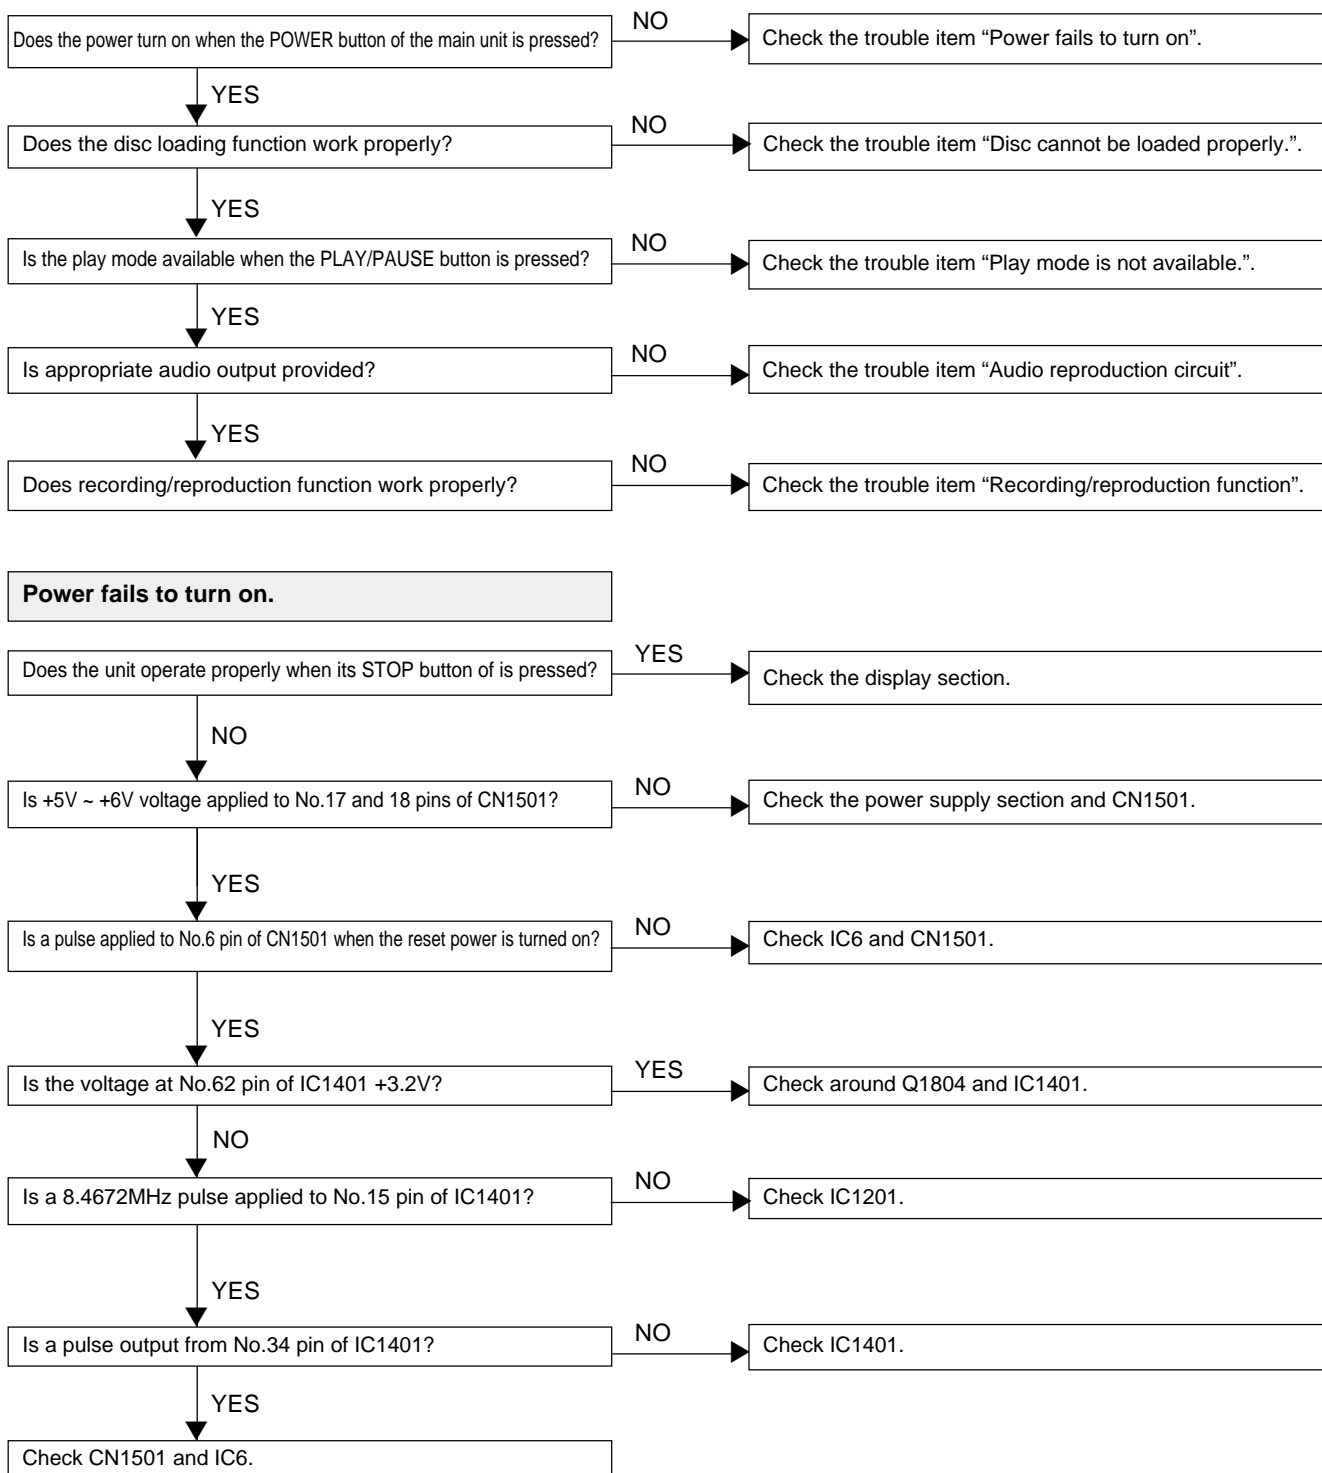 Does the power turn on when the POWER button of the main unit is pressed?
NO
Check the trouble item “Power fails to turn on”.
YES
Does the disc loading function work properly?
NO
Check the trouble item “Disc cannot be loaded properly.”.
YES
Is the play mode available when the PLAY/PAUSE button is pressed?
NO
Check the trouble item “Play mode is not available.”.
YES
Is appropriate audio output provided?
NO
Check the trouble item “Audio reproduction circuit”.
YES
Does recording/reproduction function work properly?
NO
Check the trouble item “Recording/reproduction function”.
Power fails to turn on.
Does the unit operate properly when its STOP button of is pressed?
YES
Check the display section.
NO
Is +5V ~ +6V voltage applied to No.17 and 18 pins of CN1501?
NO
Check the power supply section and CN1501.
YES
Is a pulse applied to No.6 pin of CN1501 when the reset power is turned on?
NO
Check IC6 and CN1501.
YES
Is the voltage at No.62 pin of IC1401 +3.2V?
YES
Check around Q1804 and IC1401.
NO
Is a 8.4672MHz pulse applied to No.15 pin of IC1401?
NO
Check IC1201.
YES
Is a pulse output from No.34 pin of IC1401?
NO
Check IC1401.
YES
Check CN1501 and IC6.